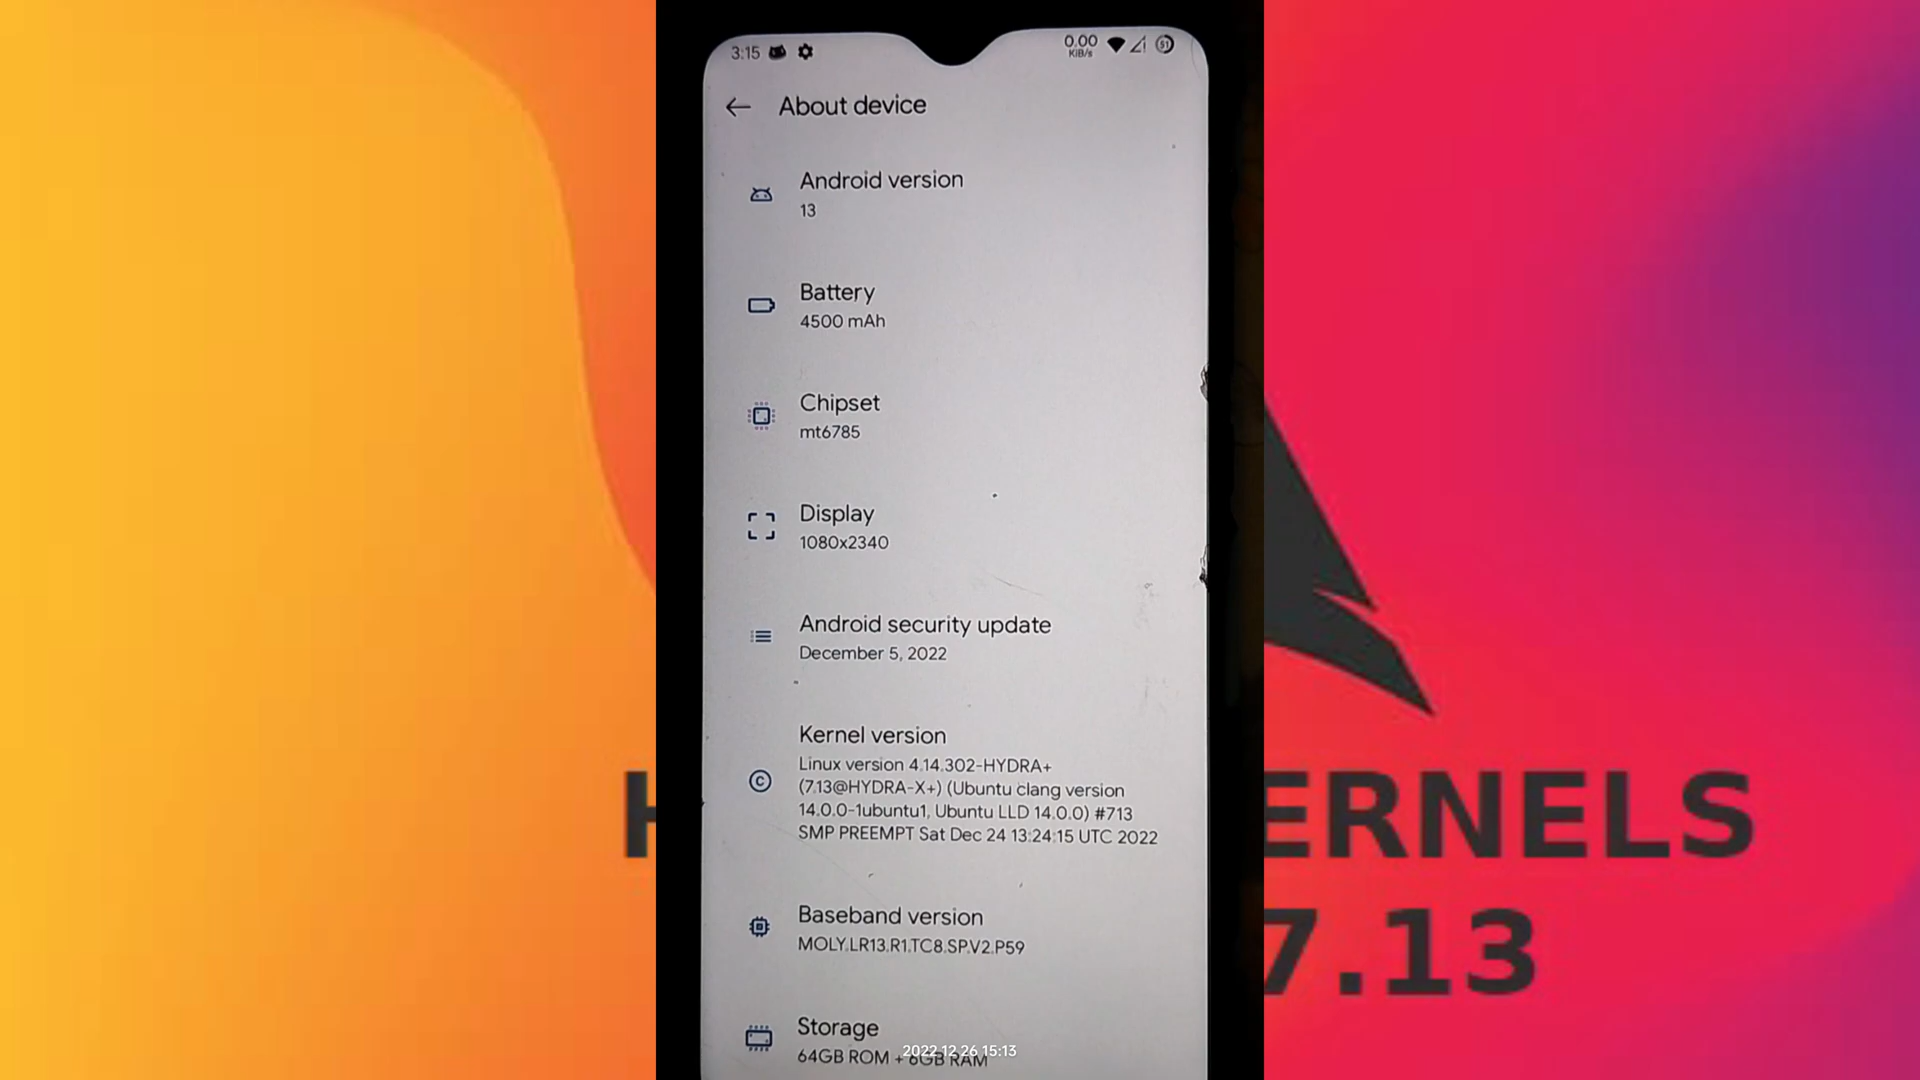 3:15
0.00
KiB/s
51
About device
Android version
13
Battery
4500 mAh
Chipset
mt6785
Display
1080x2340
Android security update
December 5, 2022
Kernel version
Linux version 4.14.302-HYDRA+
(7.13@HYDRA-X+) (Ubuntu clang version
14.0.0-1ubuntu1, Ubuntu LLD 14.0.0) #713
SMP PREEMPT Sat Dec 24 13:24:15 UTC 2022
Baseband version
MOLY.LR13.R1.TC8.SP.V2.P59
Storage
64GB ROM + 6GB RAM
2022.12.26 15:13
ERNELS
7.13